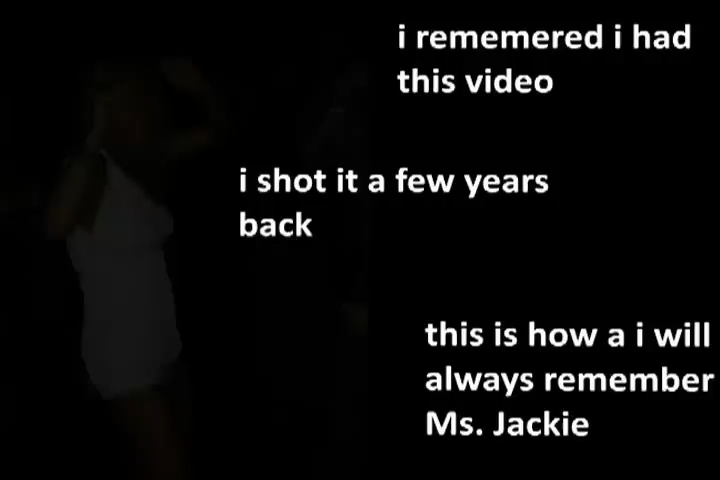 i rememered i had
this video
i shot it a few years
back
this is how a i will
always remember
Ms. Jackie